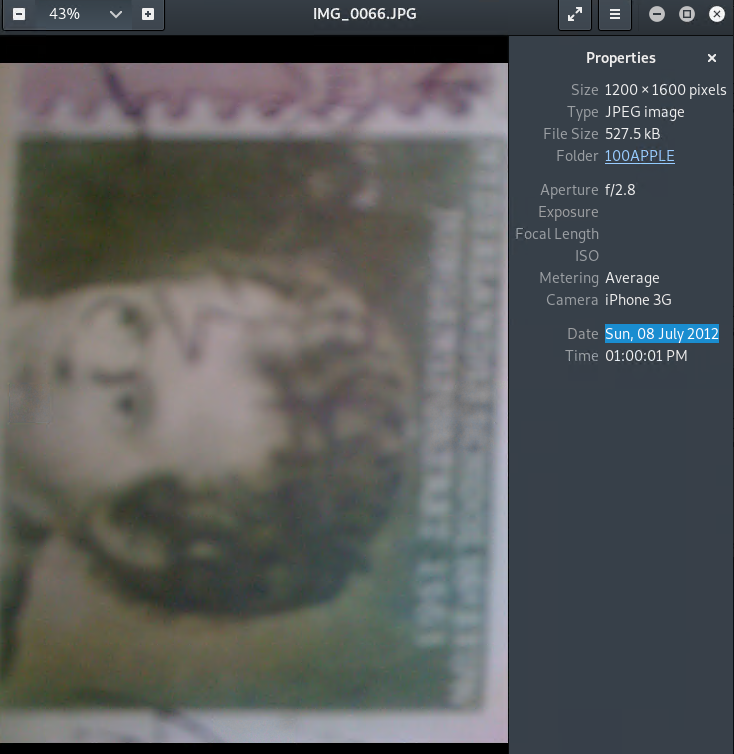 43%
IMG_0066.JPG
Properties
Size 1200 × 1600 pixels
Type JPEG image
File Size 527.5 kB
Folder 100APPLE
Aperture f/2.8
Exposure
Focal Length
ISO
Metering Average
Camera iPhone 3G
Date Sun, 08 July 2012
Time 01:00:01 PM